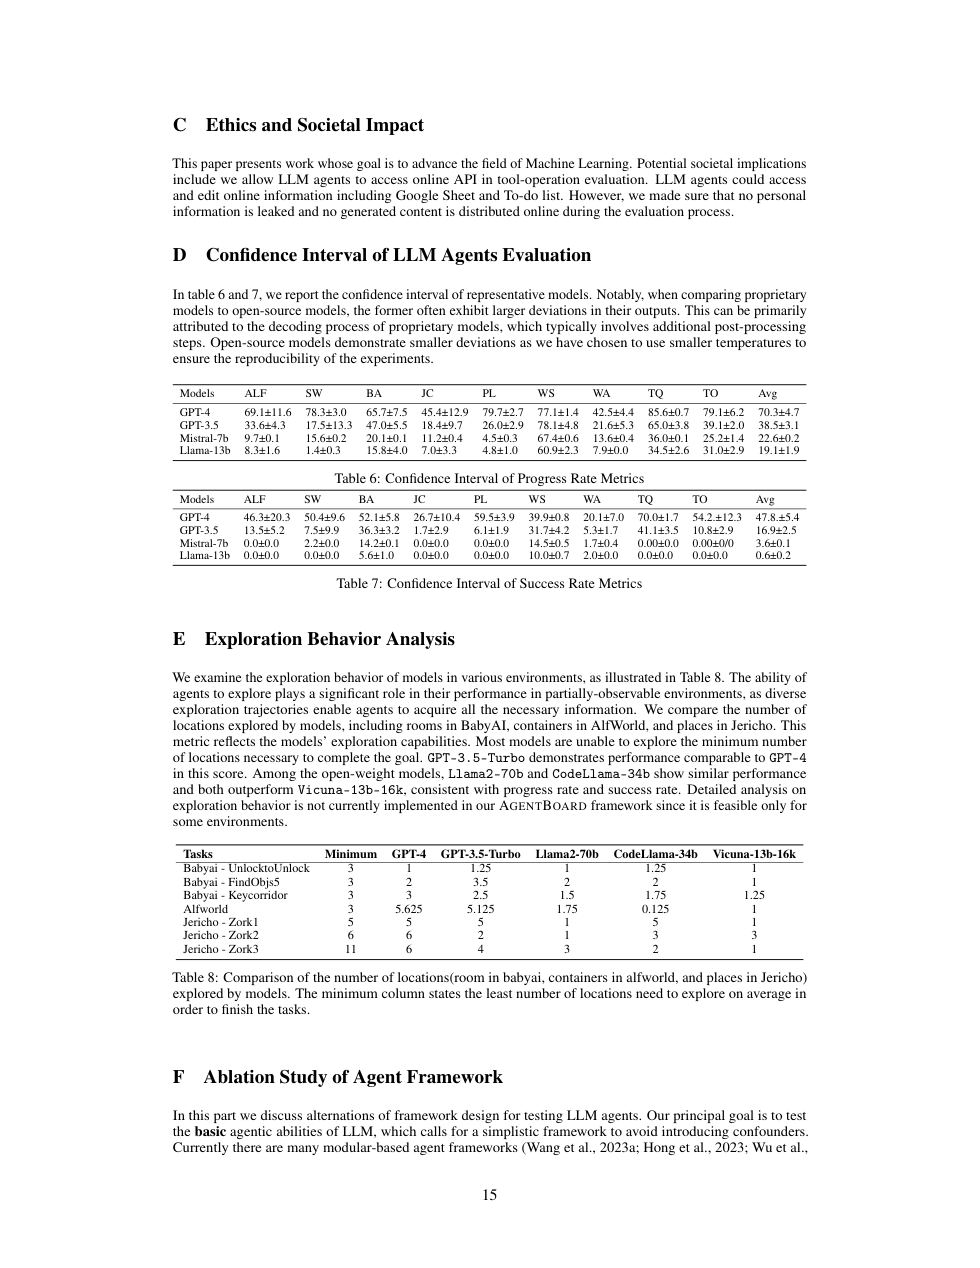 C Ethics and Societal Impact
This paper presents work whose goal is to advance the field of Machine Learning. Potential societal implications
include we allow LLM agents to access online API in tool-operation evaluation. LLM agents could access
and edit online information including Google Sheet and To-do list. However, we made sure that no personal
information is leaked and no generated content is distributed online during the evaluation process.
D Confidence Interval of LLM Agents Evaluation
In table 6 and 7, we report the confidence interval of representative models. Notably, when comparing proprietary
models to open-source models, the former often exhibit larger deviations in their outputs. This can be primarily
attributed to the decoding process of proprietary models, which typically involves additional post-processing
steps. Open-source models demonstrate smaller deviations as we have chosen to use smaller temperatures to
ensure the reproducibility of the experiments.
Models ALF SW BA JC PL WS WA TQ TO Avg
GPT-4 69.1±11.6 78.3±3.0 65.7±7.5 45.4±12.9 79.7±2.7 77.1±1.4 42.5±4.4 85.6±0.7 79.1±6.2 70.3±4.7
GPT-3.5 33.6±4.3 17.5±13.3 47.0±5.5 18.4±9.7 26.0±2.9 78.1±4.8 21.6±5.3 65.0±3.8 39.1±2.0 38.5±3.1
Mistral-7b 9.7±0.1 15.6±0.2 20.1±0.1 11.2±0.4 4.5±0.3 67.4±0.6 13.6±0.4 36.0±0.1 25.2±1.4 22.6±0.2
Llama-13b 8.3±1.6 1.4±0.3 15.8±4.0 7.0±3.3 4.8±1.0 60.9±2.3 7.9±0.0 34.5±2.6 31.0±2.9 19.1±1.9
Table 6: Confidence Interval of Progress Rate Metrics
Models ALF SW BA JC PL WS WA TQ TO Avg
GPT-4 46.3±20.3 50.4±9.6 52.1±5.8 26.7±10.4 59.5±3.9 39.9±0.8 20.1±7.0 70.0±1.7 54.2.±12.3 47.8.±5.4
GPT-3.5 13.5±5.2 7.5±9.9 36.3±3.2 1.7±2.9 6.1±1.9 31.7±4.2 5.3±1.7 41.1±3.5 10.8±2.9 16.9±2.5
Mistral-7b 0.0±0.0 2.2±0.0 14.2±0.1 0.0±0.0 0.0±0.0 14.5±0.5 1.7±0.4 0.00±0.0 0.00±0/0 3.6±0.1
Llama-13b 0.0±0.0 0.0±0.0 5.6±1.0 0.0±0.0 0.0±0.0 10.0±0.7 2.0±0.0 0.0±0.0 0.0±0.0 0.6±0.2
Table 7: Confidence Interval of Success Rate Metrics
E Exploration Behavior Analysis
We examine the exploration behavior of models in various environments, as illustrated in Table 8. The ability of
agents to explore plays a significant role in their performance in partially-observable environments, as diverse
exploration trajectories enable agents to acquire all the necessary information. We compare the number of
locations explored by models, including rooms in BabyAI, containers in AlfWorld, and places in Jericho. This
metric reflects the models' exploration capabilities. Most models are unable to explore the minimum number
of locations necessary to complete the goal. GPT-3.5-Turbo demonstrates performance comparable to GPT-4
in this score. Among the open-weight models, Llama2-70b and CodeLlama-34b show similar performance
and both outperform Vicuna-13b-16k, consistent with progress rate and success rate. Detailed analysis on
exploration behavior is not currently implemented in our AGENTBOARD framework since it is feasible only for
some environments.
Tasks Minimum GPT-4 GPT-3.5-Turbo Llama2-70b CodeLlama-34b Vicuna-13b-16k
Babyai - UnlocktoUnlock 3 1 1.25 1 1.25 1
Babyai - FindObjs5 3 2 3.5 2 2 1
Babyai - Keycorridor 3 3 2.5 1.5 1.75 1.25
Alfworld 3 5.625 5.125 1.75 0.125 1
Jericho - Zork1 5 5 5 1 5 1
Jericho - Zork2 6 6 2 1 3 3
Jericho - Zork3 11 6 4 3 2 1
Table 8: Comparison of the number of locations(room in babyai, containers in alfworld, and places in Jericho)
explored by models. The minimum column states the least number of locations need to explore on average in
order to finish the tasks.
F Ablation Study of Agent Framework
In this part we discuss alternations of framework design for testing LLM agents. Our principal goal is to test
the basic agentic abilities of LLM, which calls for a simplistic framework to avoid introducing confounders.
Currently there are many modular-based agent frameworks (Wang et al., 2023a; Hong et al., 2023; Wu et al.,
15